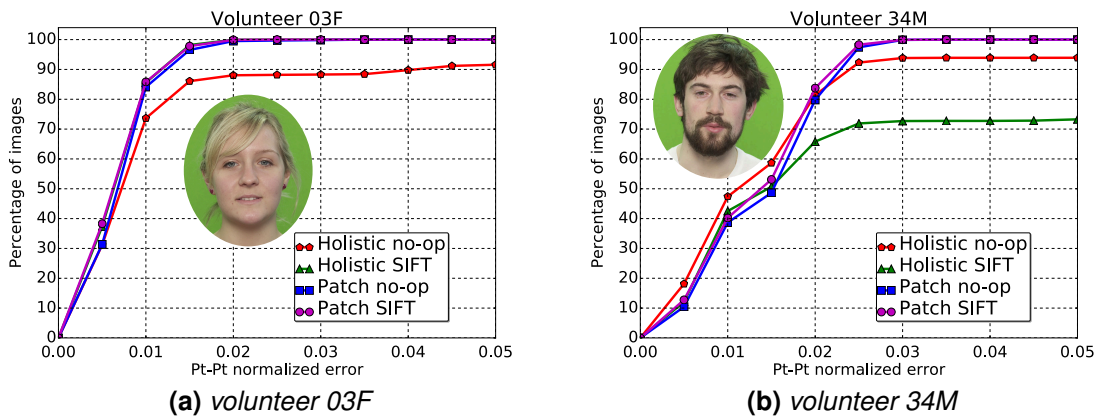 Volunteer 03F
100
90
80
70
60
50
40
30
20
10
0
Percentage of images
Holistic no-op
Holistic SIFT
Patch no-op
Patch SIFT
0.00 0.01 0.02 0.03 0.04 0.05
Pt-Pt normalized error
(a) volunteer 03F
Volunteer 34M
100
90
80
70
60
50
40
30
20
10
0
Percentage of images
Holistic no-op
Holistic SIFT
Patch no-op
Patch SIFT
0.00 0.01 0.02 0.03 0.04 0.05
Pt-Pt normalized error
(b) volunteer 34M